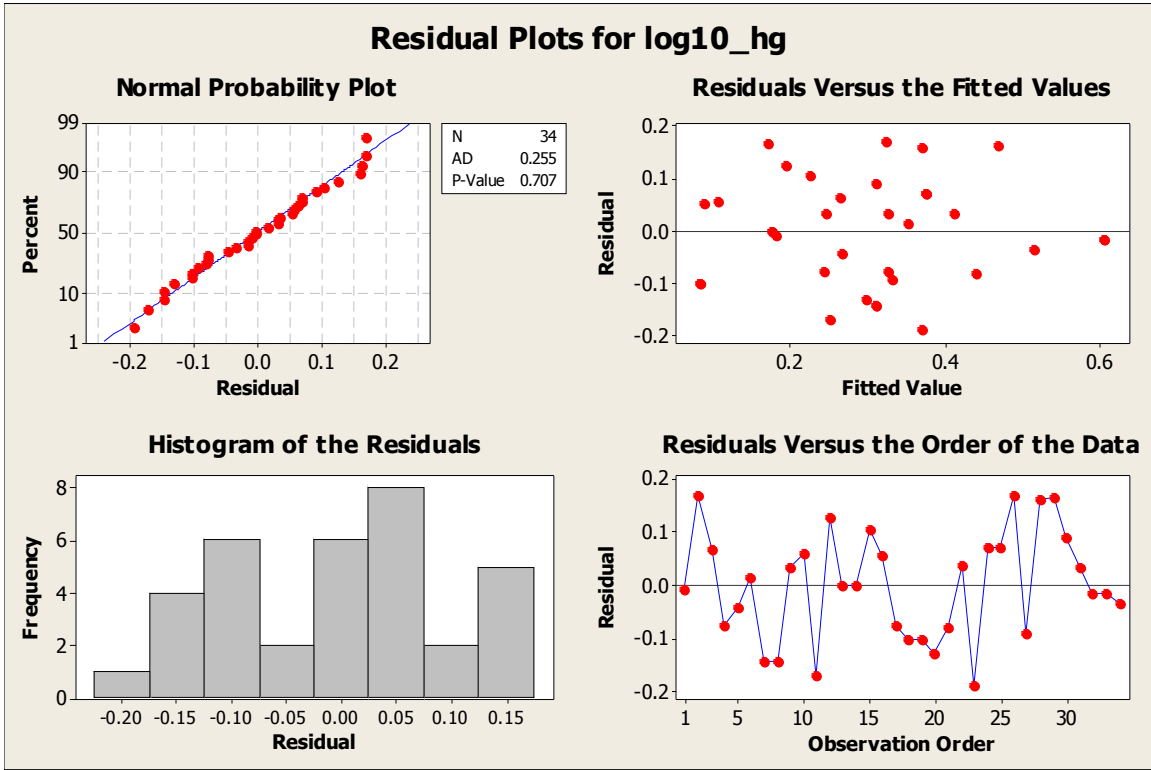 Residual Plots for log10_hg
Normal Probability Plot
99
90
50
10
1
Percent
-0.2 -0.1 0.0 0.1 0.2
Residual
N 34
AD 0.255
P-Value 0.707
Residuals Versus the Fitted Values
0.2
0.1
0.0
-0.1
-0.2
Residual
0.2 0.4 0.6
Fitted Value
Histogram of the Residuals
8
6
4
2
0
Frequency
-0.20 -0.15 -0.10 -0.05 0.00 0.05 0.10 0.15
Residual
Residuals Versus the Order of the Data
0.2
0.1
0.0
-0.1
-0.2
Residual
1 5 10 15 20 25 30
Observation Order